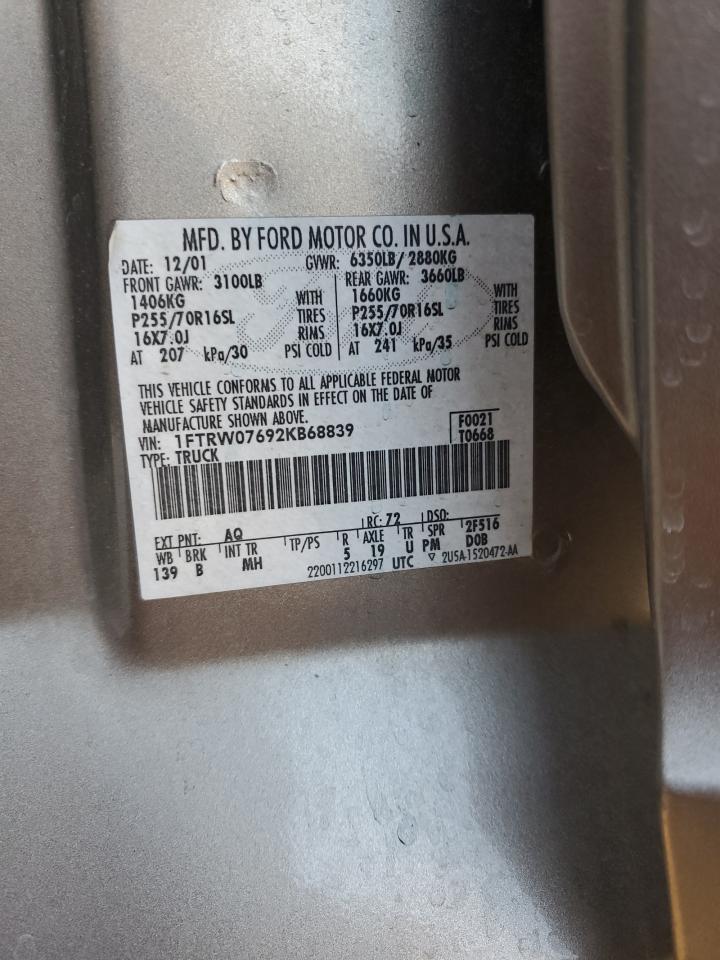 MFD. BY FORD MOTOR CO. IN U.S.A.
DATE: 12/01 GVWR: 6350LB/ 2880KG
FRONT GAWR: 3100LB REAR GAWR: 3660LB
1406KG WITH 1660KG WITH
P255/70R16SL TIRES P255/70R16SL TIRES
16X7.0J RIMS 16X7.0J RIMS
AT 207 kPa/30 PSI COLD AT 241 kPa/35 PSI COLD
THIS VEHICLE CONFORMS TO ALL APPLICABLE FEDERAL MOTOR
VEHICLE SAFETY STANDARDS IN EFFECT ON THE DATE OF
MANUFACTURE SHOWN ABOVE.
VIN: 1FTRW07692KB68839 F0021
TYPE: TRUCK T0668
EXT PNT: AQ RC: 72 DSO:
WB BRK INT TR TP/PS R AXLE TR SPR 2F516
139 B MH 5 19 U PM DOB
2200112216297 UTC ▽ 2U5A-1520472-AA